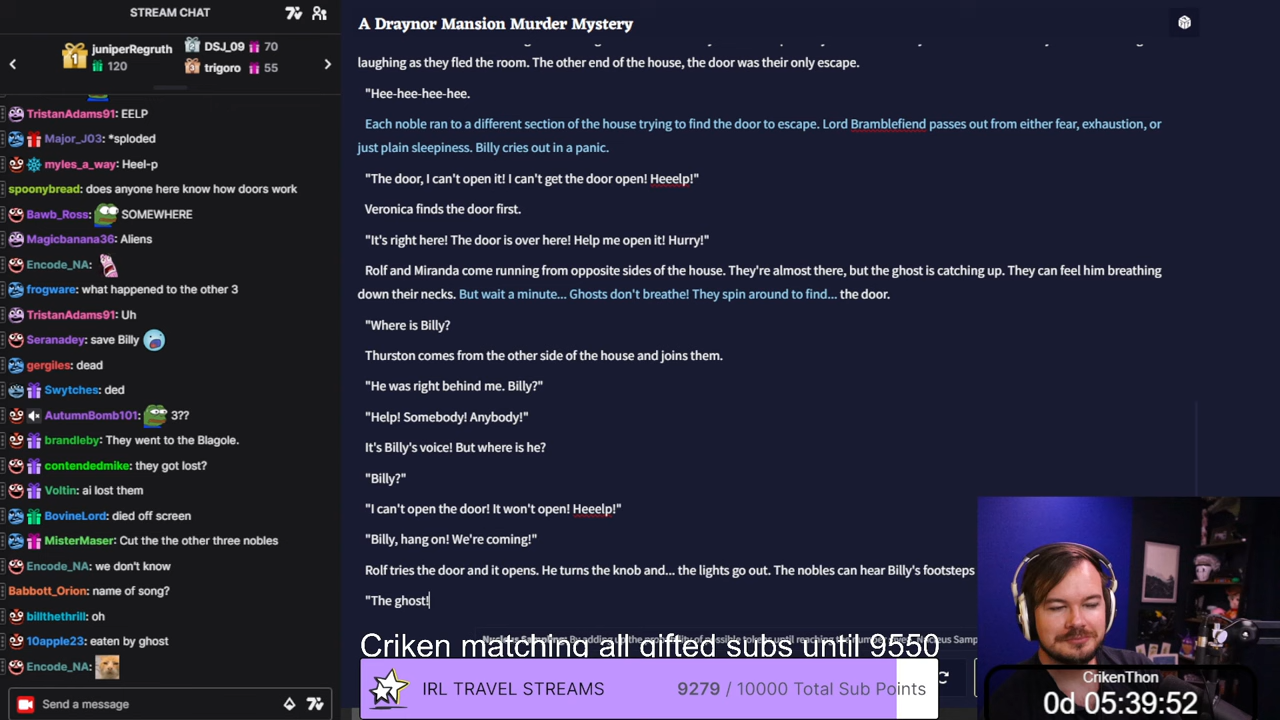 STREAM CHAT
juniperRegruth
120
DSJ_09 70
trigoro 55
TristanAdams91: EELP
Major_J03: *sploded
myles_a_way: Heel-p
spoonybread: does anyone here know how doors work
Bawb_Ross: SOMEWHERE
Magicbanana36: Aliens
Encode_NA:
frogware: what happened to the other 3
TristanAdams91: Uh
Seranadey: save Billy
gergiles: dead
Swytches: ded
AutumnBomb101: 3??
brandleby: They went to the Blagole.
contendedmike: they got lost?
Voltin: ai lost them
BovineLord: died off screen
MisterMaser: Cut the the other three nobles
Encode_NA: we don't know
Babbott_Orion: name of song?
billthethrill: oh
10apple23: eaten by ghost
Encode_NA:
Send a message
A Draynor Mansion Murder Mystery
laughing as they fled the room. The other end of the house, the door was their only escape.
"Hee-hee-hee-hee.
Each noble ran to a different section of the house trying to find the door to escape. Lord Bramblefiend passes out from either fear, exhaustion, or
just plain sleepiness. Billy cries out in a panic.
"The door, I can't open it! I can't get the door open! Heeelp!"
Veronica finds the door first.
"It's right here! The door is over here! Help me open it! Hurry!"
Rolf and Miranda come running from opposite sides of the house. They're almost there, but the ghost is catching up. They can feel him breathing
down their necks. But wait a minute... Ghosts don't breathe! They spin around to find... the door.
"Where is Billy?
Thurston comes from the other side of the house and joins them.
"He was right behind me. Billy?"
"Help! Somebody! Anybody!"
It's Billy's voice! But where is he?
"Billy?"
"I can't open the door! It won't open! Heeelp!"
"Billy, hang on! We're coming!"
Rolf tries the door and it opens. He turns the knob and... the lights go out. The nobles can hear Billy's footsteps
"The ghost!
Criken matching all gifted subs until 9550
IRL TRAVEL STREAMS 9279 / 10000 Total Sub Points
CrikenThon
0d 05:39:52